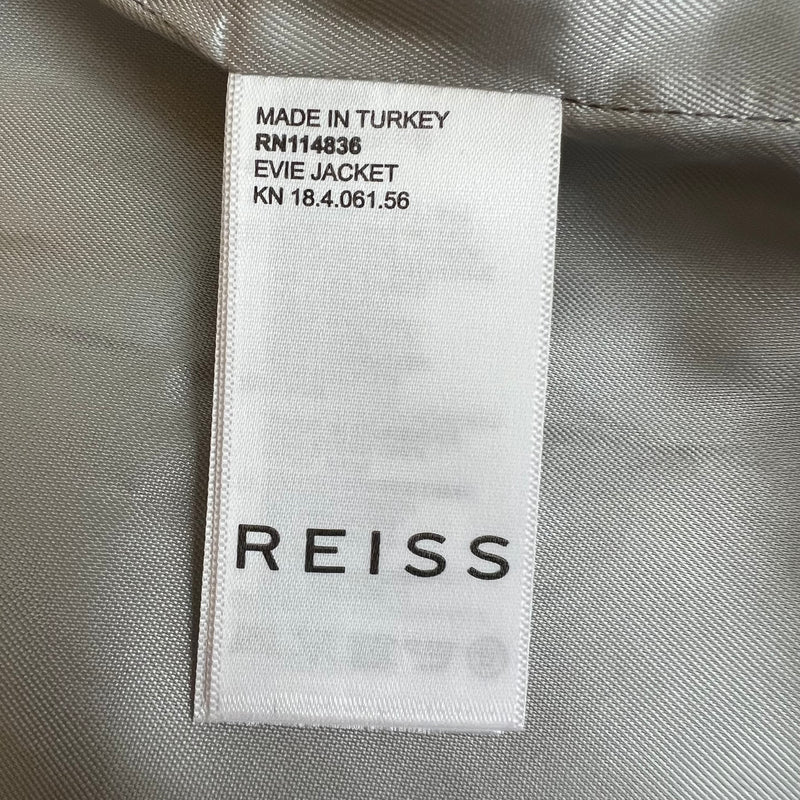 MADE IN TURKEY
RN114836
EVIE JACKET
KN 18.4.061.56
REISS